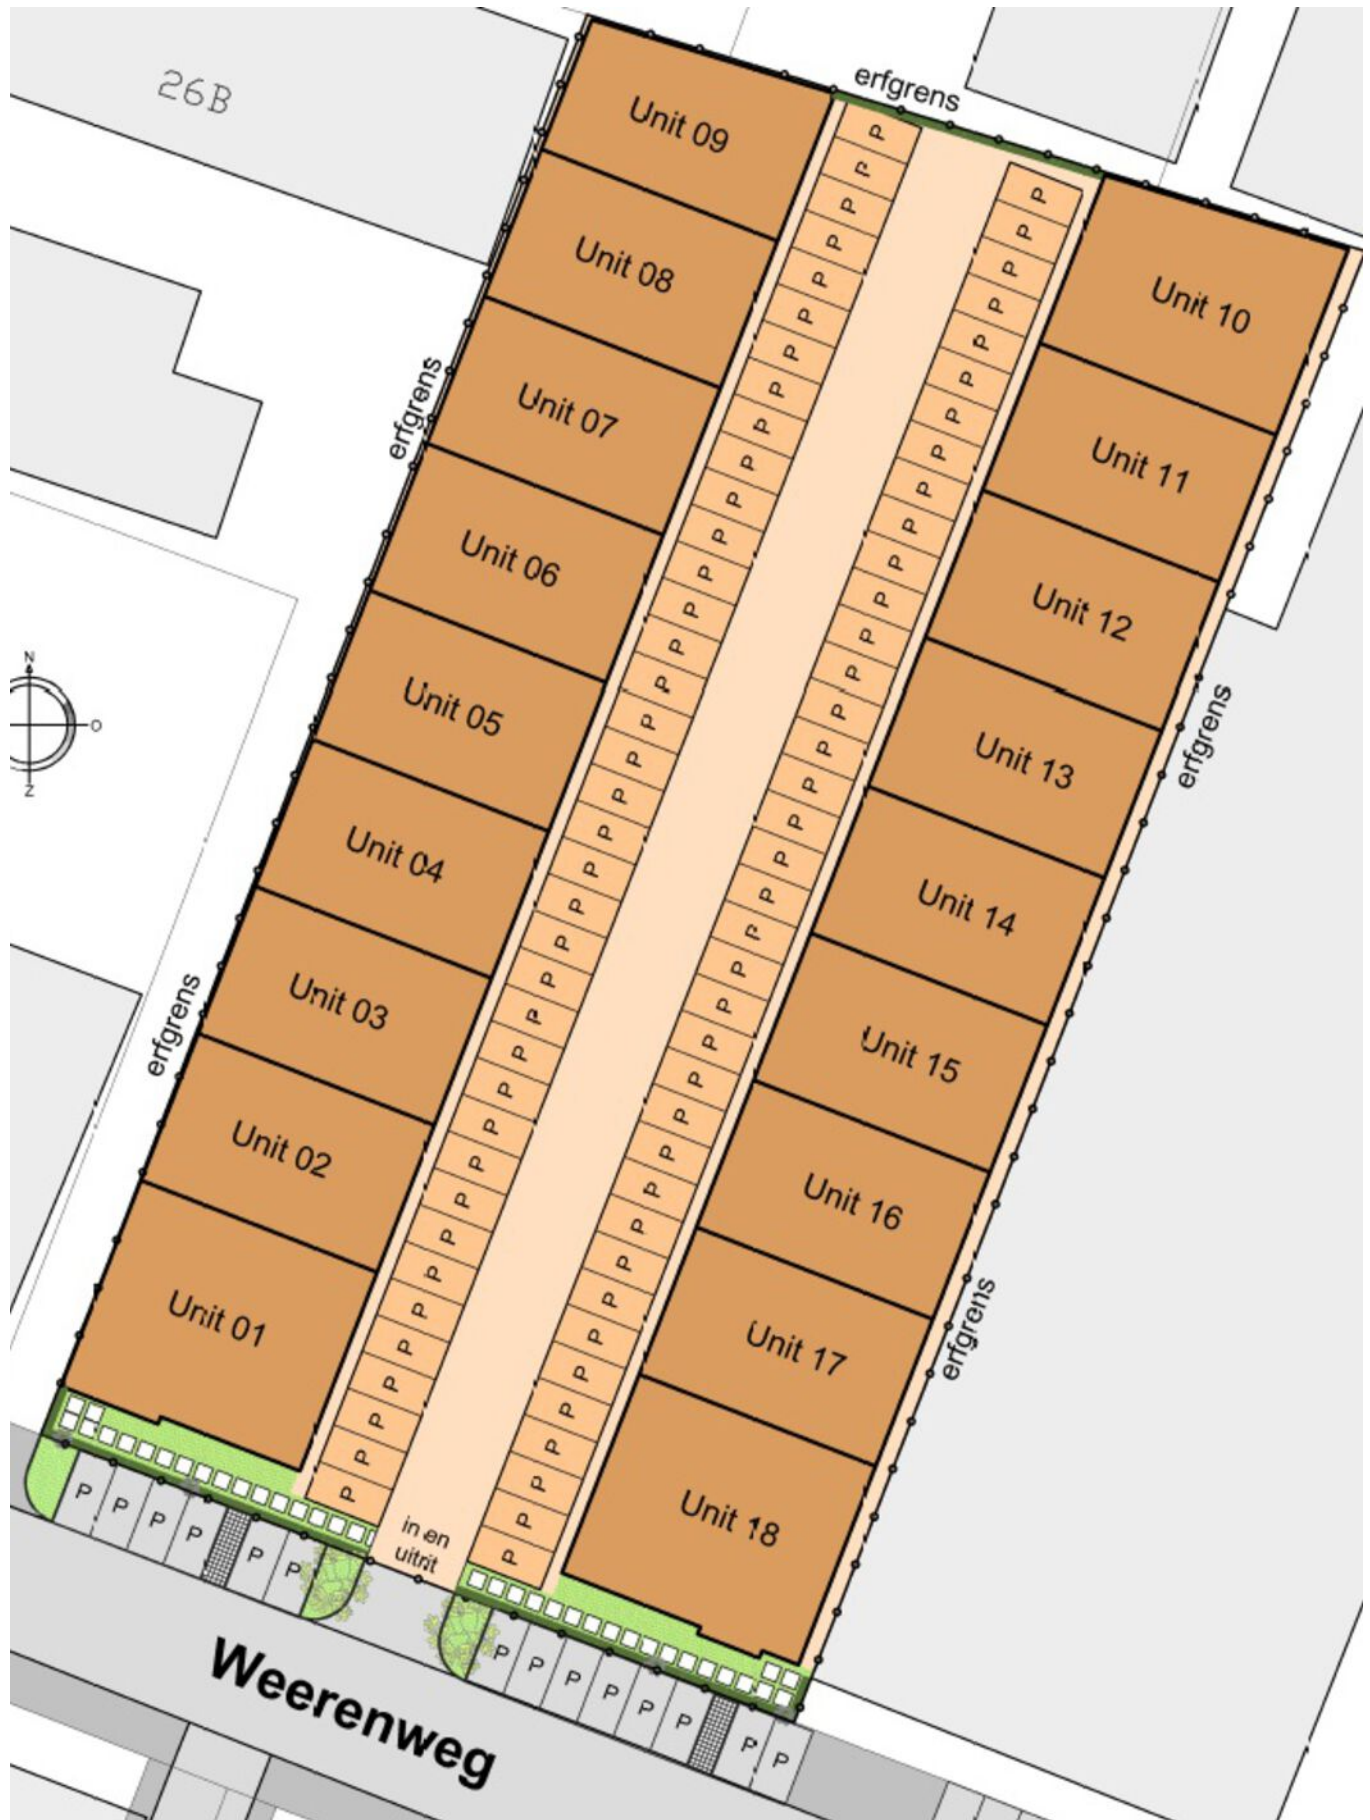 26B
erfgrens
Unit 09
Unit 08
Unit 07
Unit 06
Unit 05
Unit 04
Unit 03
Unit 02
Unit 01
erfgrens
erfgrens
N
O
Z
P P P P P P P P P P P P P P P P P P P P P P P P P P P P P P P P P P P P P P
P P P P P P P P P P P P P P P P P P P P P P P P P P P P P P P P P P P P P P
Unit 10
Unit 11
Unit 12
Unit 13
Unit 14
Unit 15
Unit 16
Unit 17
Unit 18
erfgrens
erfgrens
P P P P P P
in en
uitrit
P P P P P P P P
Weerenweg